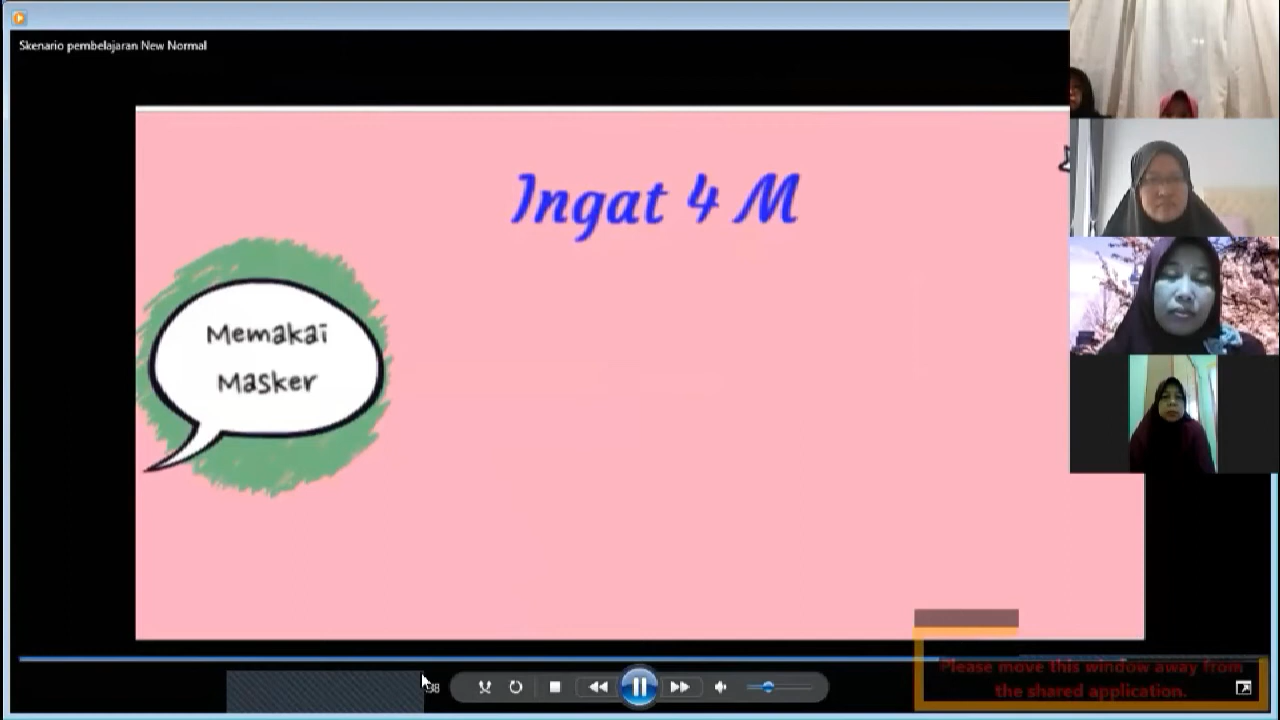 Skenario pembelajaran New Normal
Ingat 4 M
Memakai
Masker
Please move this window away from
the shared application.